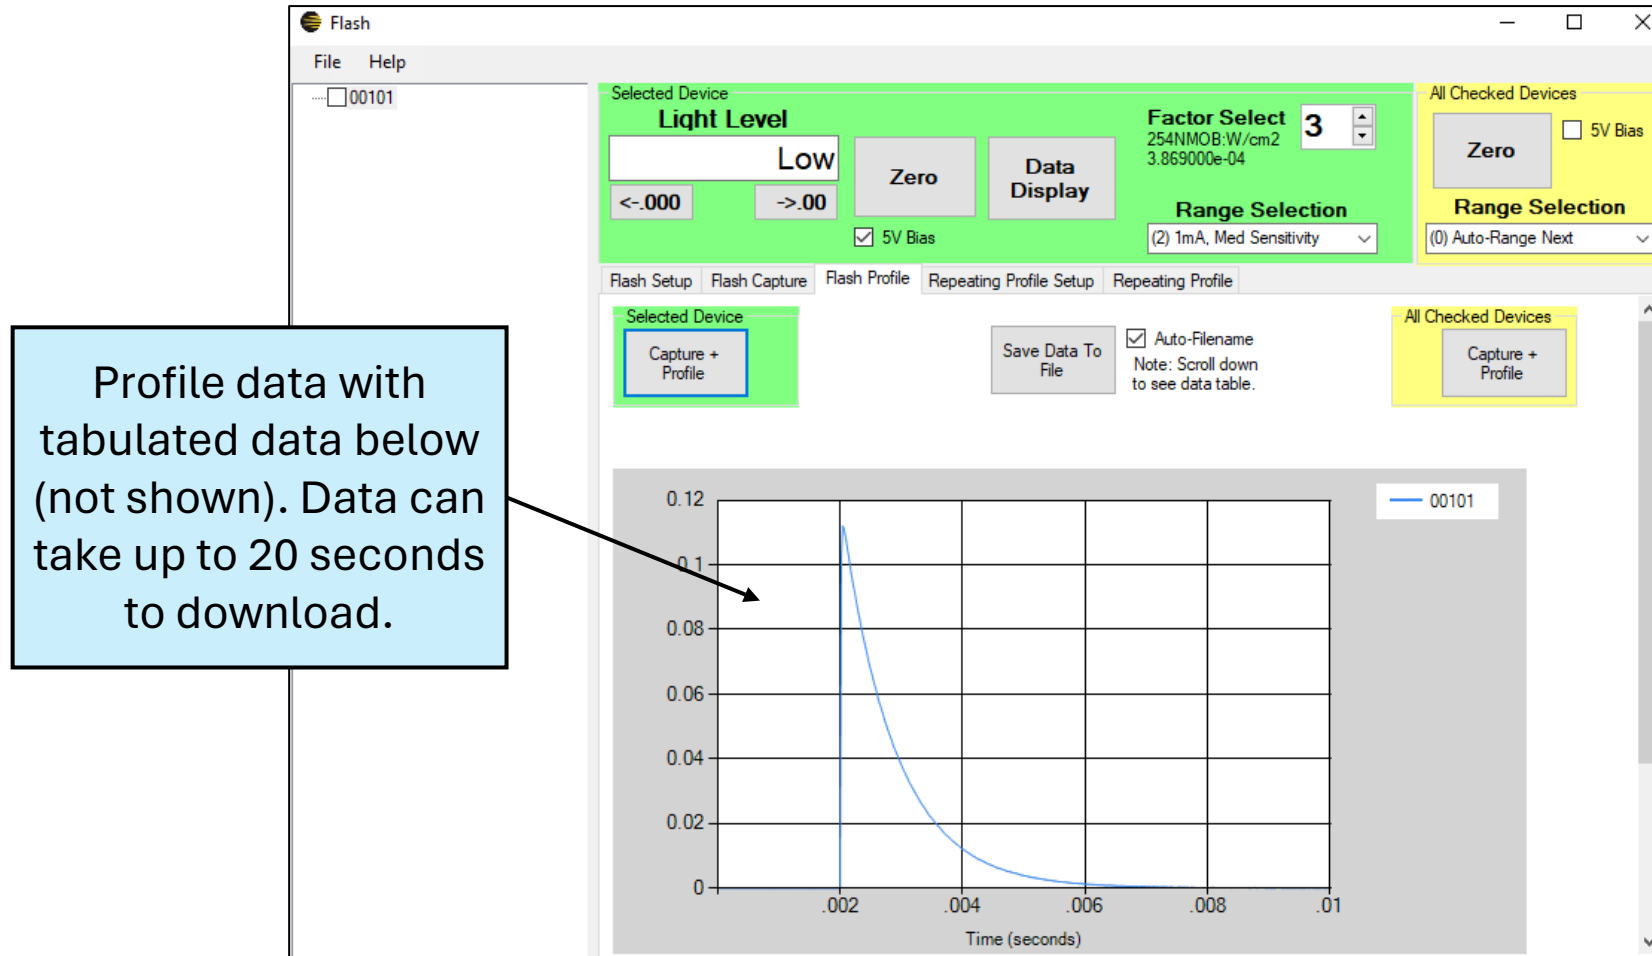 Flash
File Help
00101
Selected Device
Light Level
Low
<-.000
->.00
Zero
5V Bias
Data
Display
Factor Select
254NMOB:W/cm2
3.869000e-04
3
Range Selection
(2) 1mA, Med Sensitivity
All Checked Devices
Zero
5V Bias
Range Selection
(0) Auto-Range Next
Flash Setup Flash Capture Flash Profile Repeating Profile Setup Repeating Profile
Selected Device
Capture +
Profile
Save Data To
File
Auto-Filename
Note: Scroll down
to see data table.
All Checked Devices
Capture +
Profile
Profile data with
tabulated data below
(not shown). Data can
take up to 20 seconds
to download.
00101
0.12
0.1
0.08
0.06
0.04
0.02
0
.002 .004 .006 .008 .01
Time (seconds)